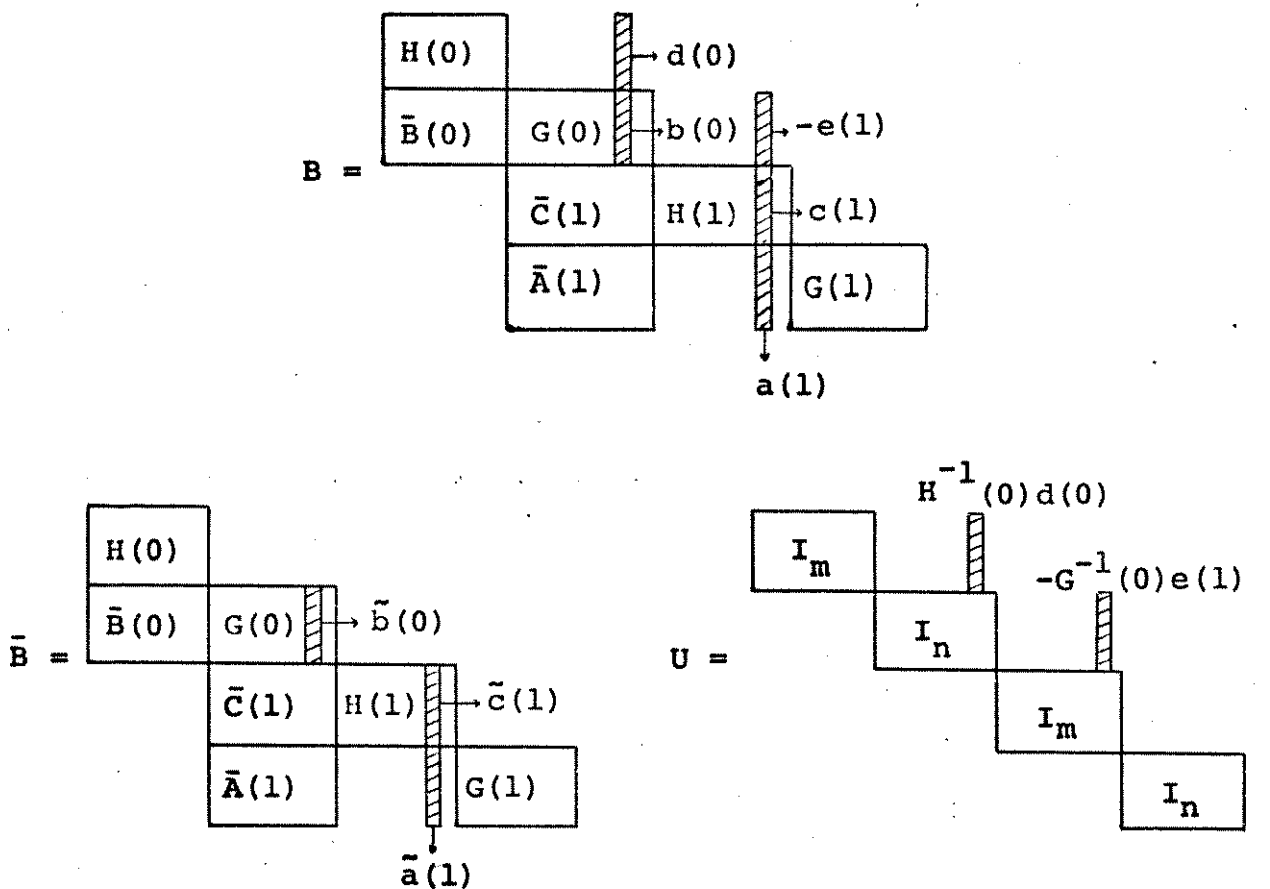 H(0)
d(0)
B̄(0) G(0) b(0) -e(1)
B =
C̄(1) H(1) c(1)
Ā(1) G(1)
a(1)
H(0)
B̄(0) G(0) b̃(0)
B̄ =
C̄(1) H(1) c̃(1)
Ā(1) G(1)
ã(1)
H⁻¹(0)d(0)
I_m
-G⁻¹(0)e(1)
I_n
U =
I_m
I_n